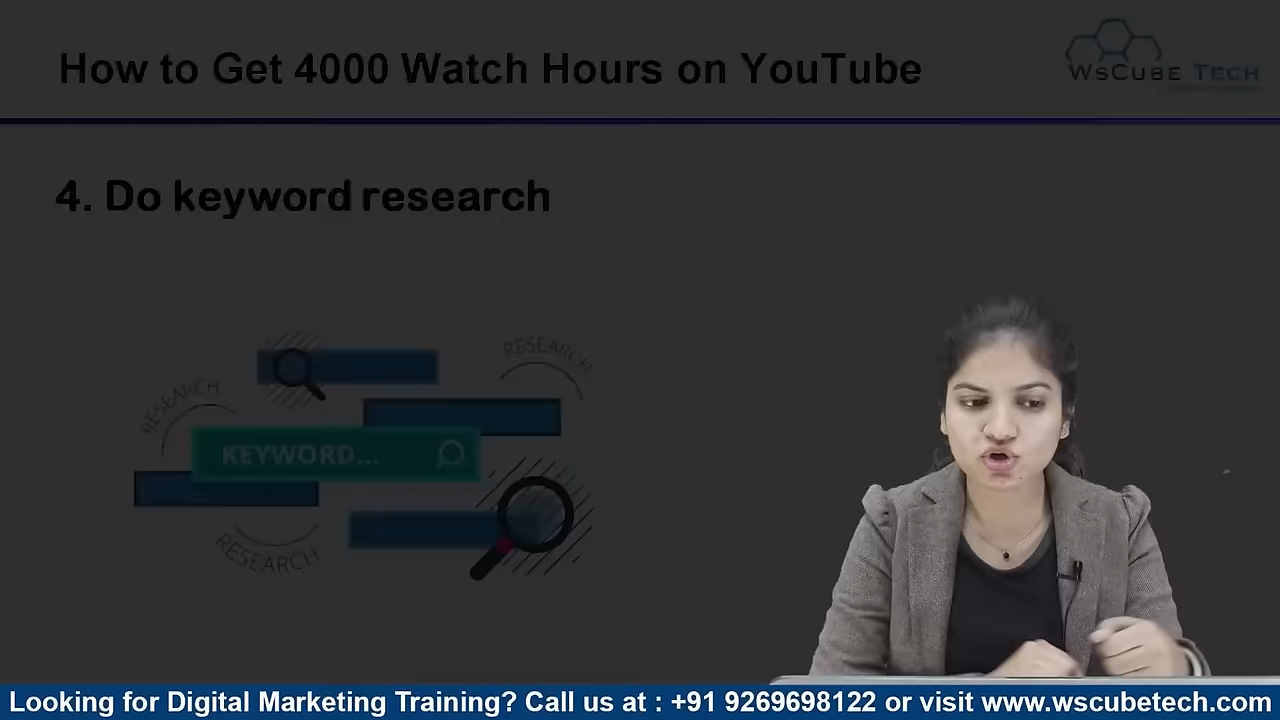 How to Get 4000 Watch Hours on YouTube
WsCube Tech
4. Do keyword research
RESEARCH
RESEARCH
KEYWORD...
RESEARCH
Looking for Digital Marketing Training? Call us at : +91 9269698122 or visit www.wscubetech.com